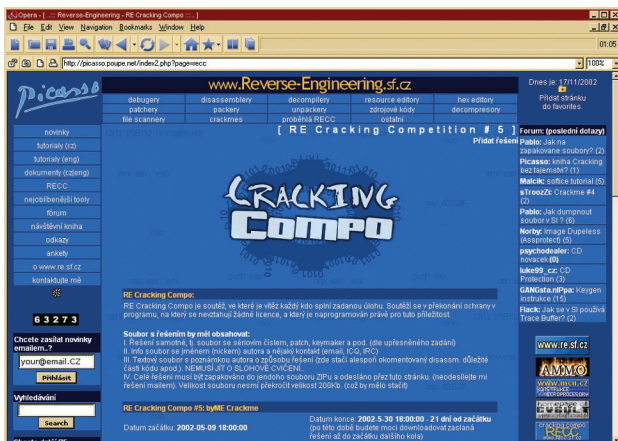 Opera - [ ..::: Reverse-Engineering - RE Cracking Compo :::.. ]
File Edit View Navigation Bookmarks Window Help
01:05
http://picasso.poupe.net/index2.php?page=recc
100%
Picasso
www.Reverse-Engineering.sf.cz
debugery disassemblery decompilery resource editory hex editory
patchery packery unpackery zdrojové kódy decompresory
file scannery crackmes proběhlá RECC ostatní
[ RE Cracking Competition # 5 ]
Přidat řešení
novinky
tutorialy (cz)
tutorialy (eng)
dokumenty (cz|eng)
RECC
nejoblíbenější tooly
fórum
návštěvní kniha
odkazy
ankety
o www.re.sf.cz
kontaktujte mě
63273
Chcete zasílat novinky
emailem..?
your@email.CZ
Přihlásit
Vyhledávání
Search
CRACKING
Compo
RE Cracking Compo:
RE Cracking Compo je soutěž, ve které je vítěz každý kdo splní zadanou úlohu. Soutěží se v překonání ochrany v
programu, na který se nevztahují žádné licence, a který je naprogramován právě pro tuto příležitost.
Soubor s řešením by měl obsahovat:
I. Řešení samotné, tj. soubor se sériovým číslem, patch, keymaker a pod. (dle upřesněného zadání)
II. Info soubor se jménem (nickem) autora a nějaký kontakt (email, ICQ, IRC)
III. Textový soubor s poznámkou autora o způsobu řešení (zde stačí alespoň okomentovaný disassm. důležité
části kódu apod.). NEMUSÍ JÍT O SLOHOVÉ CVIČENÍ..
IV. Celé řešení musí být zapakováno do jednoho souboru ZIPu a odesláno přez tuto stránku. (neodesílejte mi
řešení mailem). Velikost souboru nesmí překročit velikost 200Kb. (což by mělo stačit)
RE Cracking Compo #5: byME Crackme
Datum začátku: 2002-05-09 18:00:00
Datum konce: 2002-5-30 18:00:00 - 21 dní od začátku
(po této době budete moci downloadovat zaslaná
řešení až do začátku dalšího kola)
Dnes je: 17/11/2002
Přidat stránku
do favorites.
Forum: (poslední dotazy)
Pablo: Jak na
zapakovane soubory? (2)
Picasso: kniha Cracking
bez tajemství? (1)
Malcik: softice tutorial (5)
sTroozZi: Crackme #4
(2)
Pablo: Jak dumpnout
soubor v SI ? (6)
Norby: Image Dupeless
(Assprotect) (5)
psychodealer: CD
novacek (0)
luke99_cz: CD
Protection (3)
GANGsta.nIPpa: Keygen
instrukce (15)
Flack: Jak se v SI používá
Trace Buffer? (2)
www.re.sf.cz
AMMO
www.mcu.cz
homepage of
cracking compo
RECC